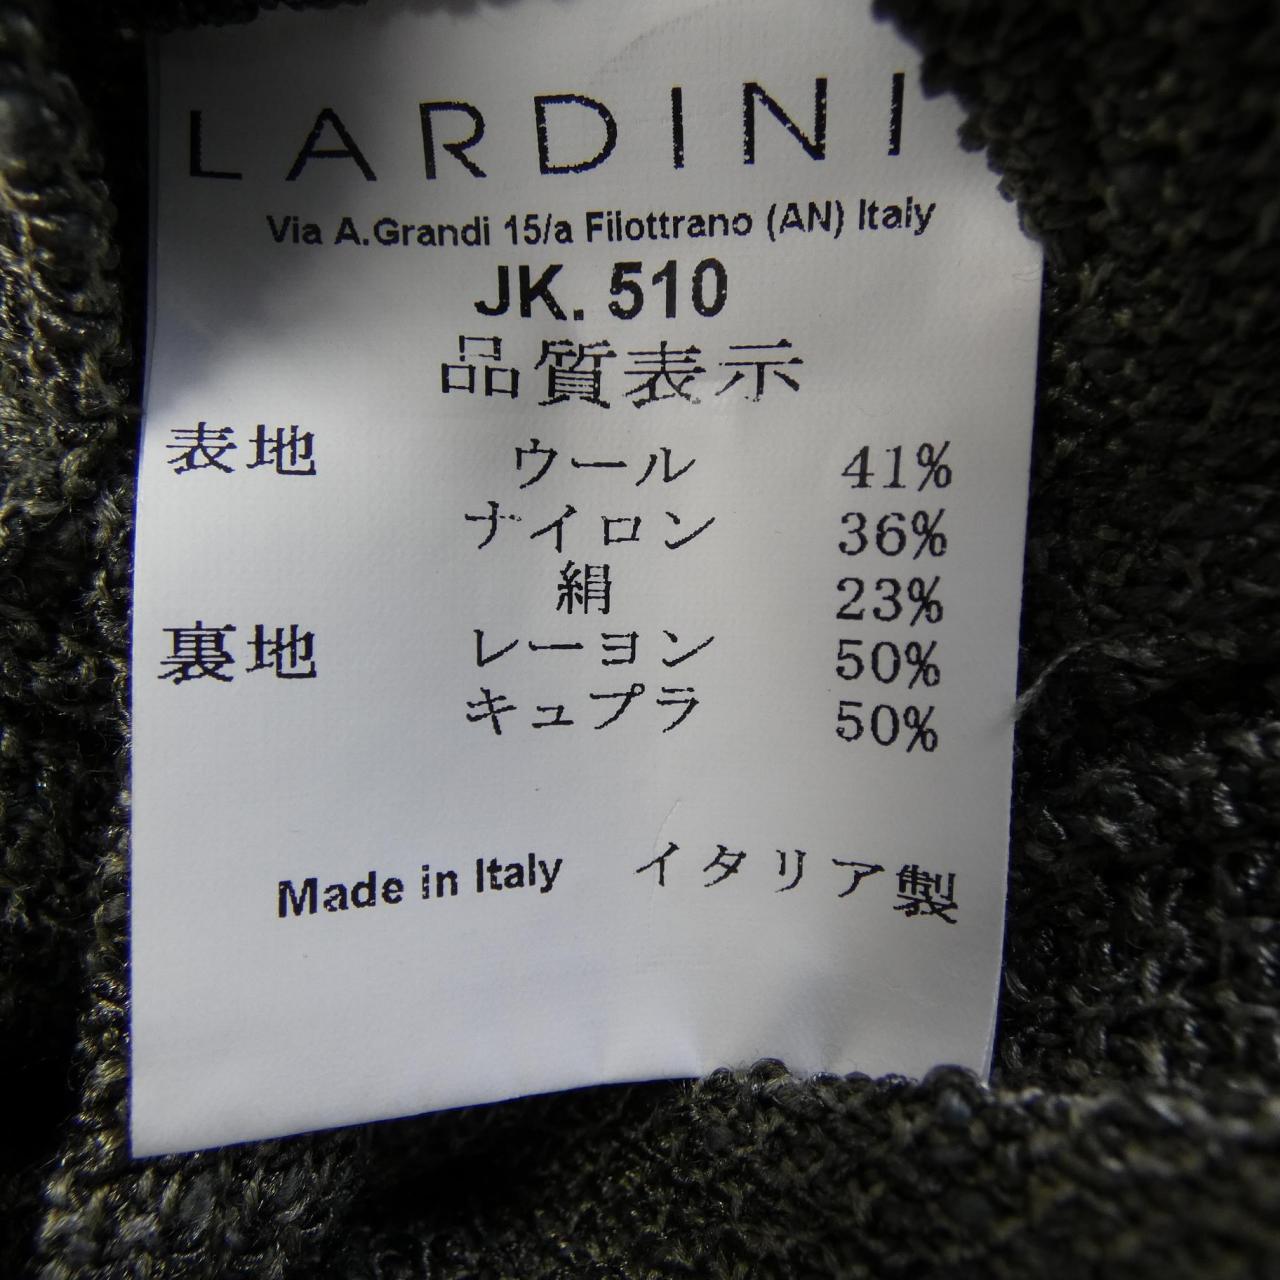 LARDINI
Via A.Grandi 15/a Filottrano (AN) Italy
JK. 510
品質表示
表地 ウール 41%
ナイロン 36%
絹 23%
裏地 レーヨン 50%
キュプラ 50%
Made in Italy イタリア製